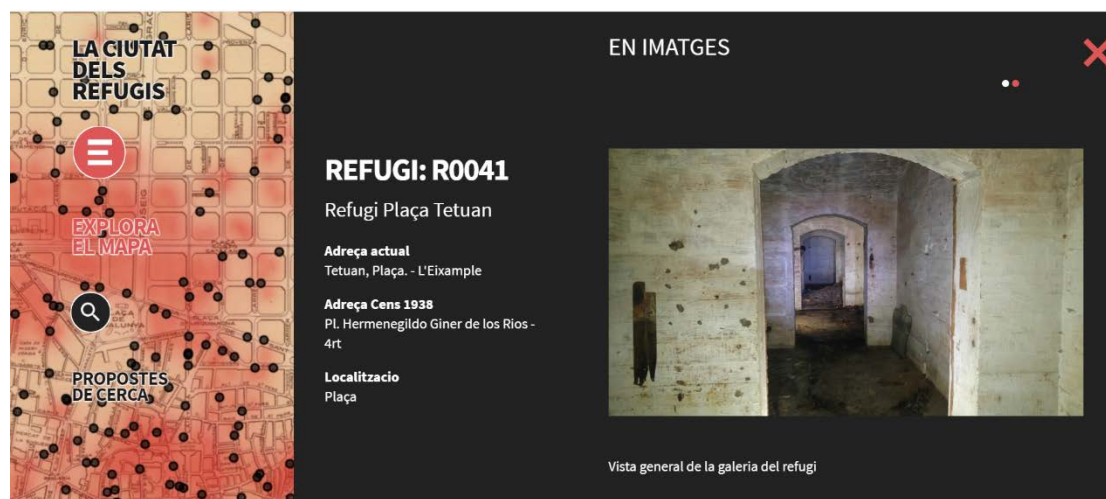 LA CIUTAT
DELS
REFUGIS
EXPLORA
EL MAPA
PROPOSTES
DE CERCA
REFUGI: R0041
Refugi Plaça Tetuan
Adreça actual
Tetuan, Plaça. - L'Eixample
Adreça Cens 1938
Pl. Hermenegildo Giner de los Rios -
4rt
Localitzacio
Plaça
EN IMATGES
Vista general de la galeria del refugi